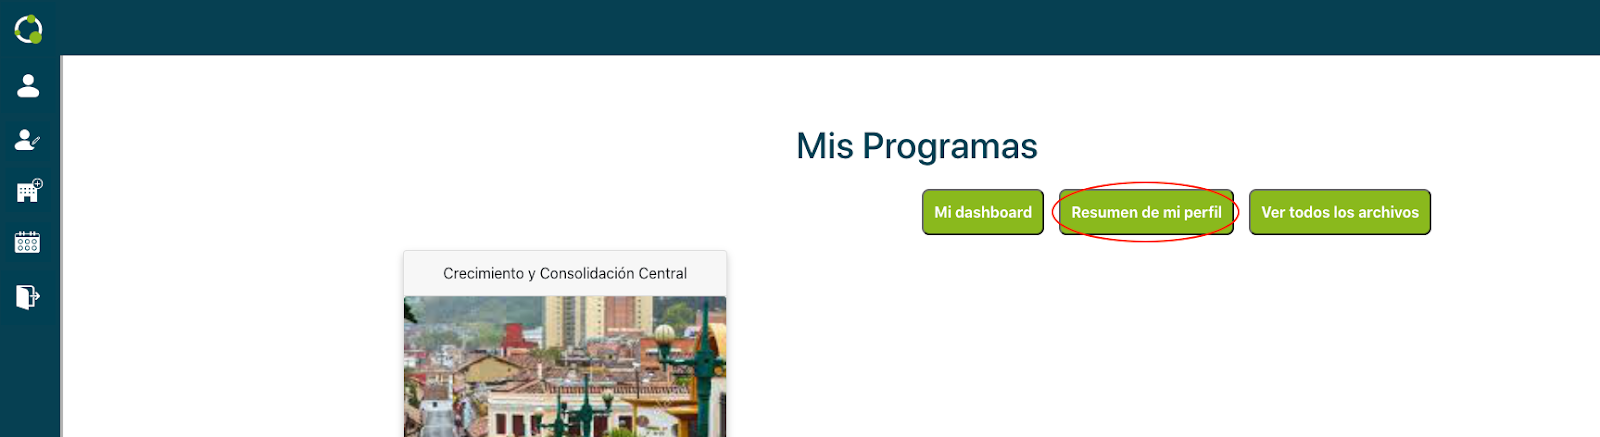 Mis Programas
Mi dashboard
Resumen de mi perfil
Ver todos los archivos
Crecimiento y Consolidación Central